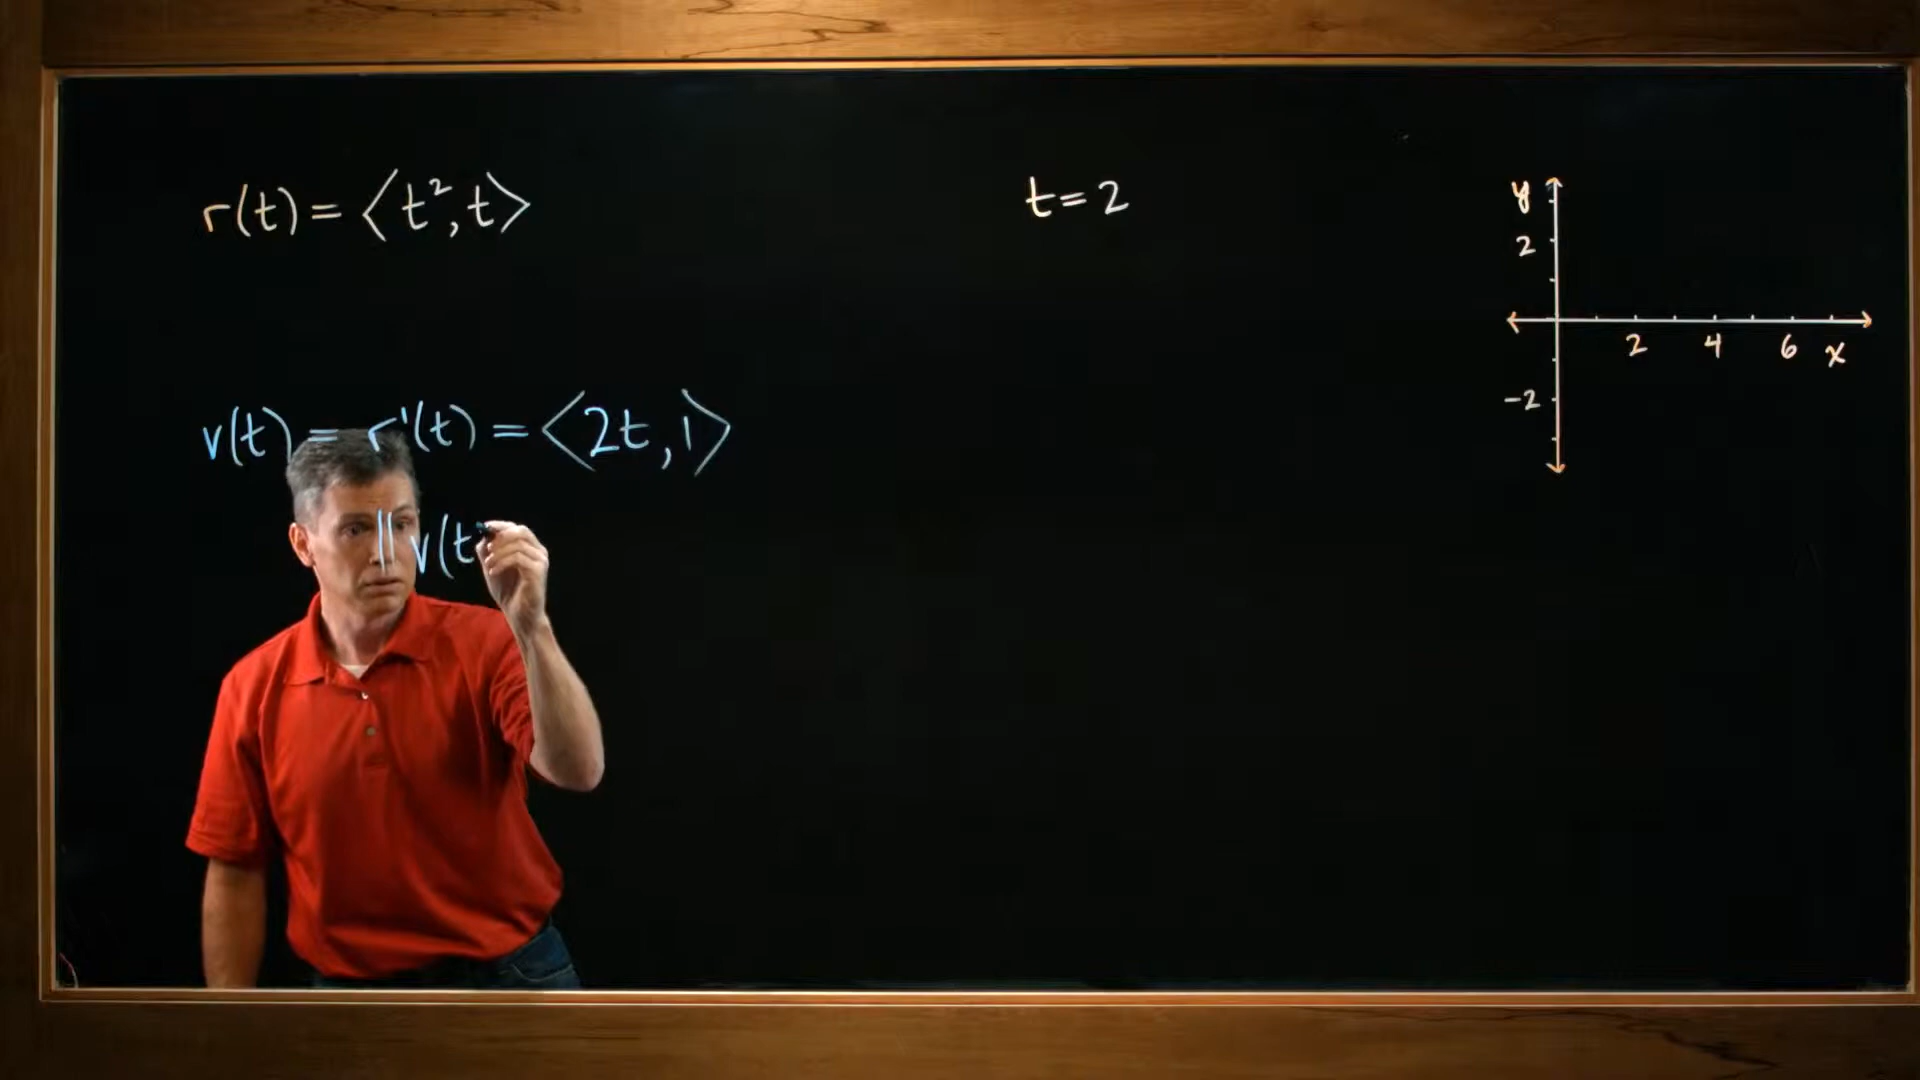 r(t) = ⟨t², t⟩
t = 2
y
2
2 4 6 x
-2
v(t) = r'(t) = ⟨2t, 1⟩
‖v(t